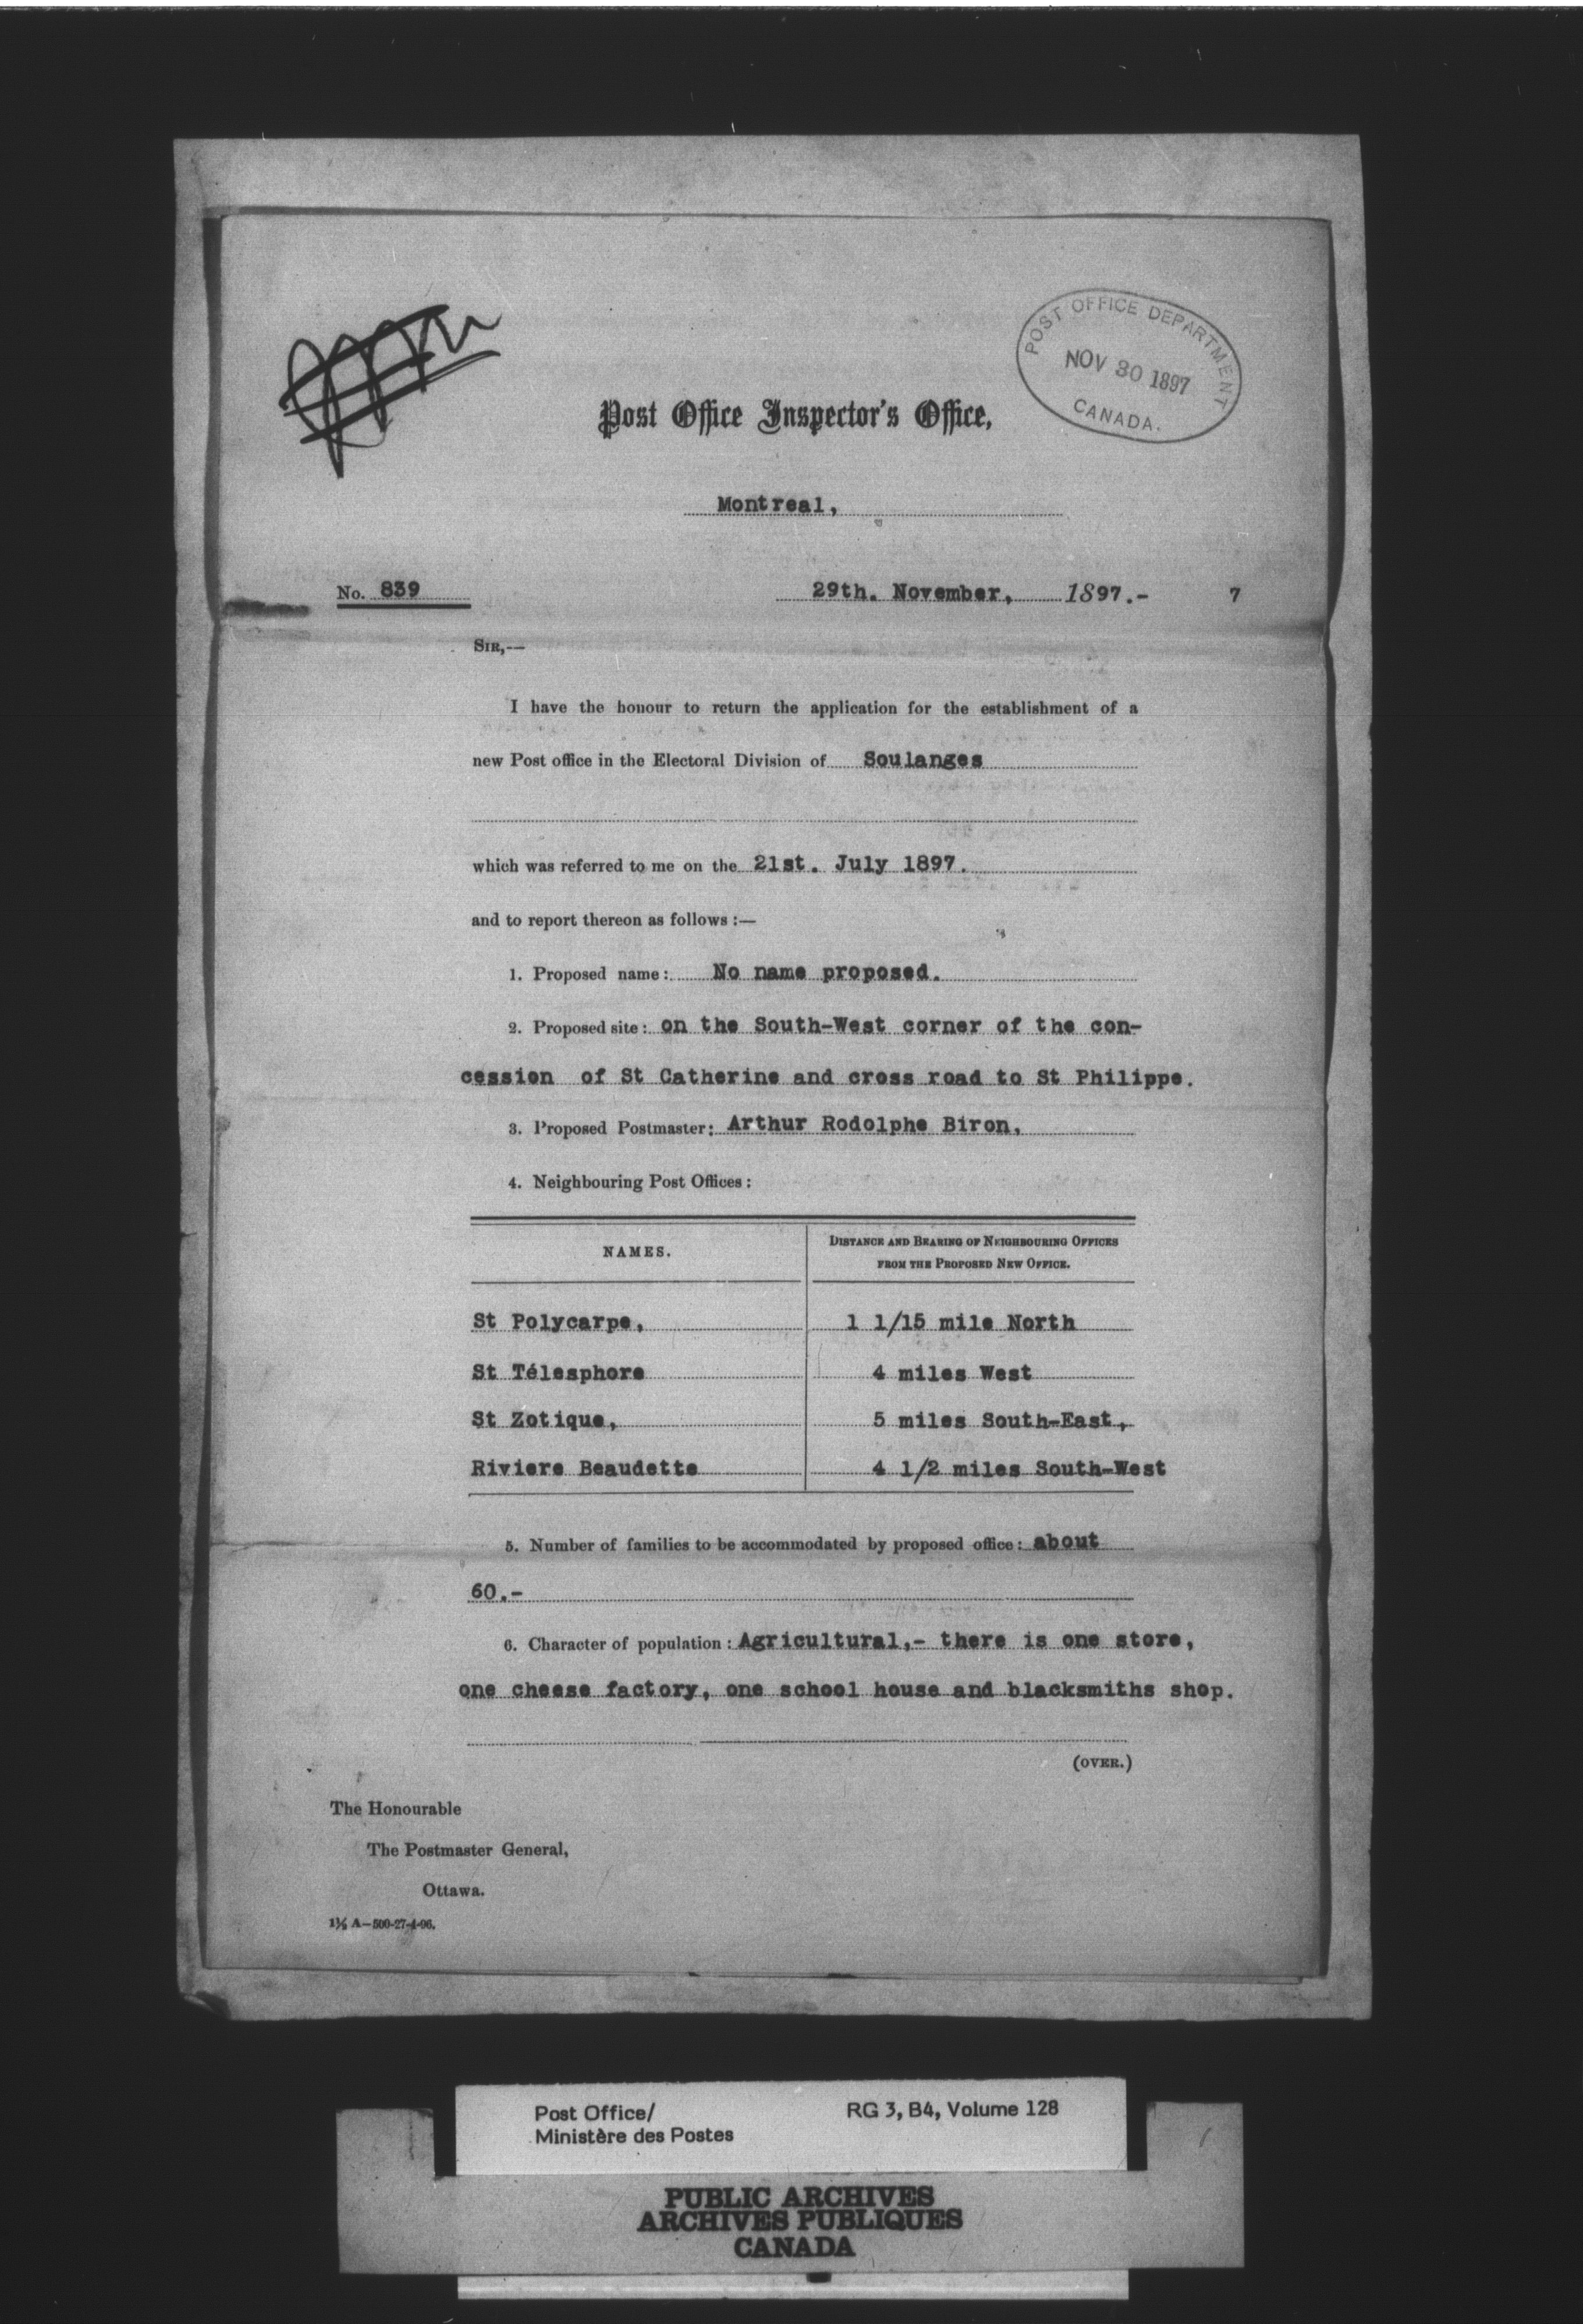 POST OFFICE DEPARTMENT
NOV 30 1897
CANADA.
Post Office Inspector's Office,
Montreal,
No. 839 29th. November, 1897.- 7
SIR,—
I have the honour to return the application for the establishment of a
new Post office in the Electoral Division of Soulanges
which was referred to me on the 21st. July 1897.
and to report thereon as follows :—
1. Proposed name: No name proposed.
2. Proposed site: on the South-West corner of the con-
cession of St Catherine and cross road to St Philippe.
3. Proposed Postmaster: Arthur Rodolphe Biron,
4. Neighbouring Post Offices:
NAMES. DISTANCE AND BEARING OF NEIGHBOURING OFFICES
FROM THE PROPOSED NEW OFFICE.
St Polycarpe, 1 1/15 mile North
St Télesphore 4 miles West
St Zotique, 5 miles South-East,
Riviere Beaudette 4 1/2 miles South-West
5. Number of families to be accommodated by proposed office: about
60.-
6. Character of population: Agricultural,- there is one store,
one cheese factory, one school house and blacksmiths shop.
(OVER.)
The Honourable
The Postmaster General,
Ottawa.
1½ A—500-27-4-96.
Post Office/ RG 3, B4, Volume 128
Ministère des Postes
PUBLIC ARCHIVES
ARCHIVES PUBLIQUES
CANADA